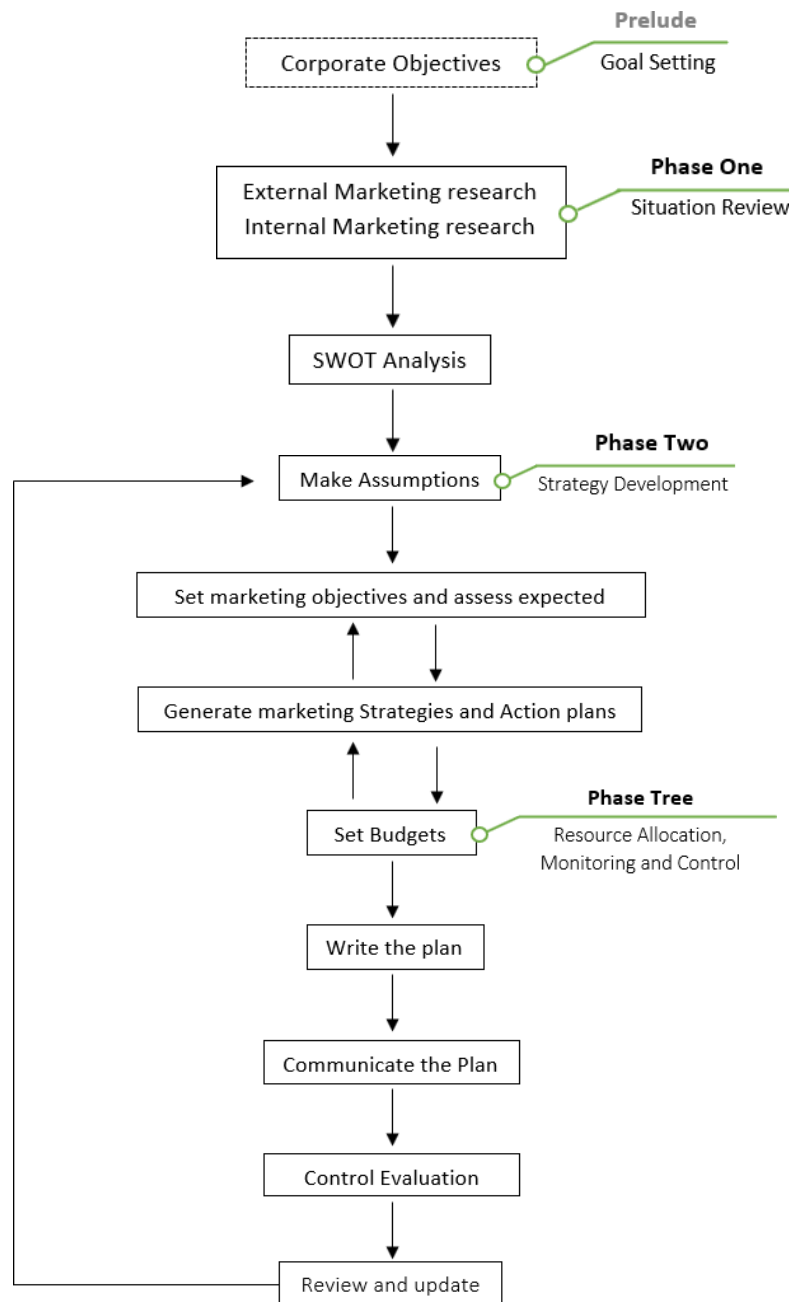 Prelude
Corporate Objectives
Goal Setting
Phase One
External Marketing research
Internal Marketing research
Situation Review
SWOT Analysis
Phase Two
Make Assumptions
Strategy Development
Set marketing objectives and assess expected
Generate marketing Strategies and Action plans
Phase Tree
Set Budgets
Resource Allocation,
Monitoring and Control
Write the plan
Communicate the Plan
Control Evaluation
Review and update